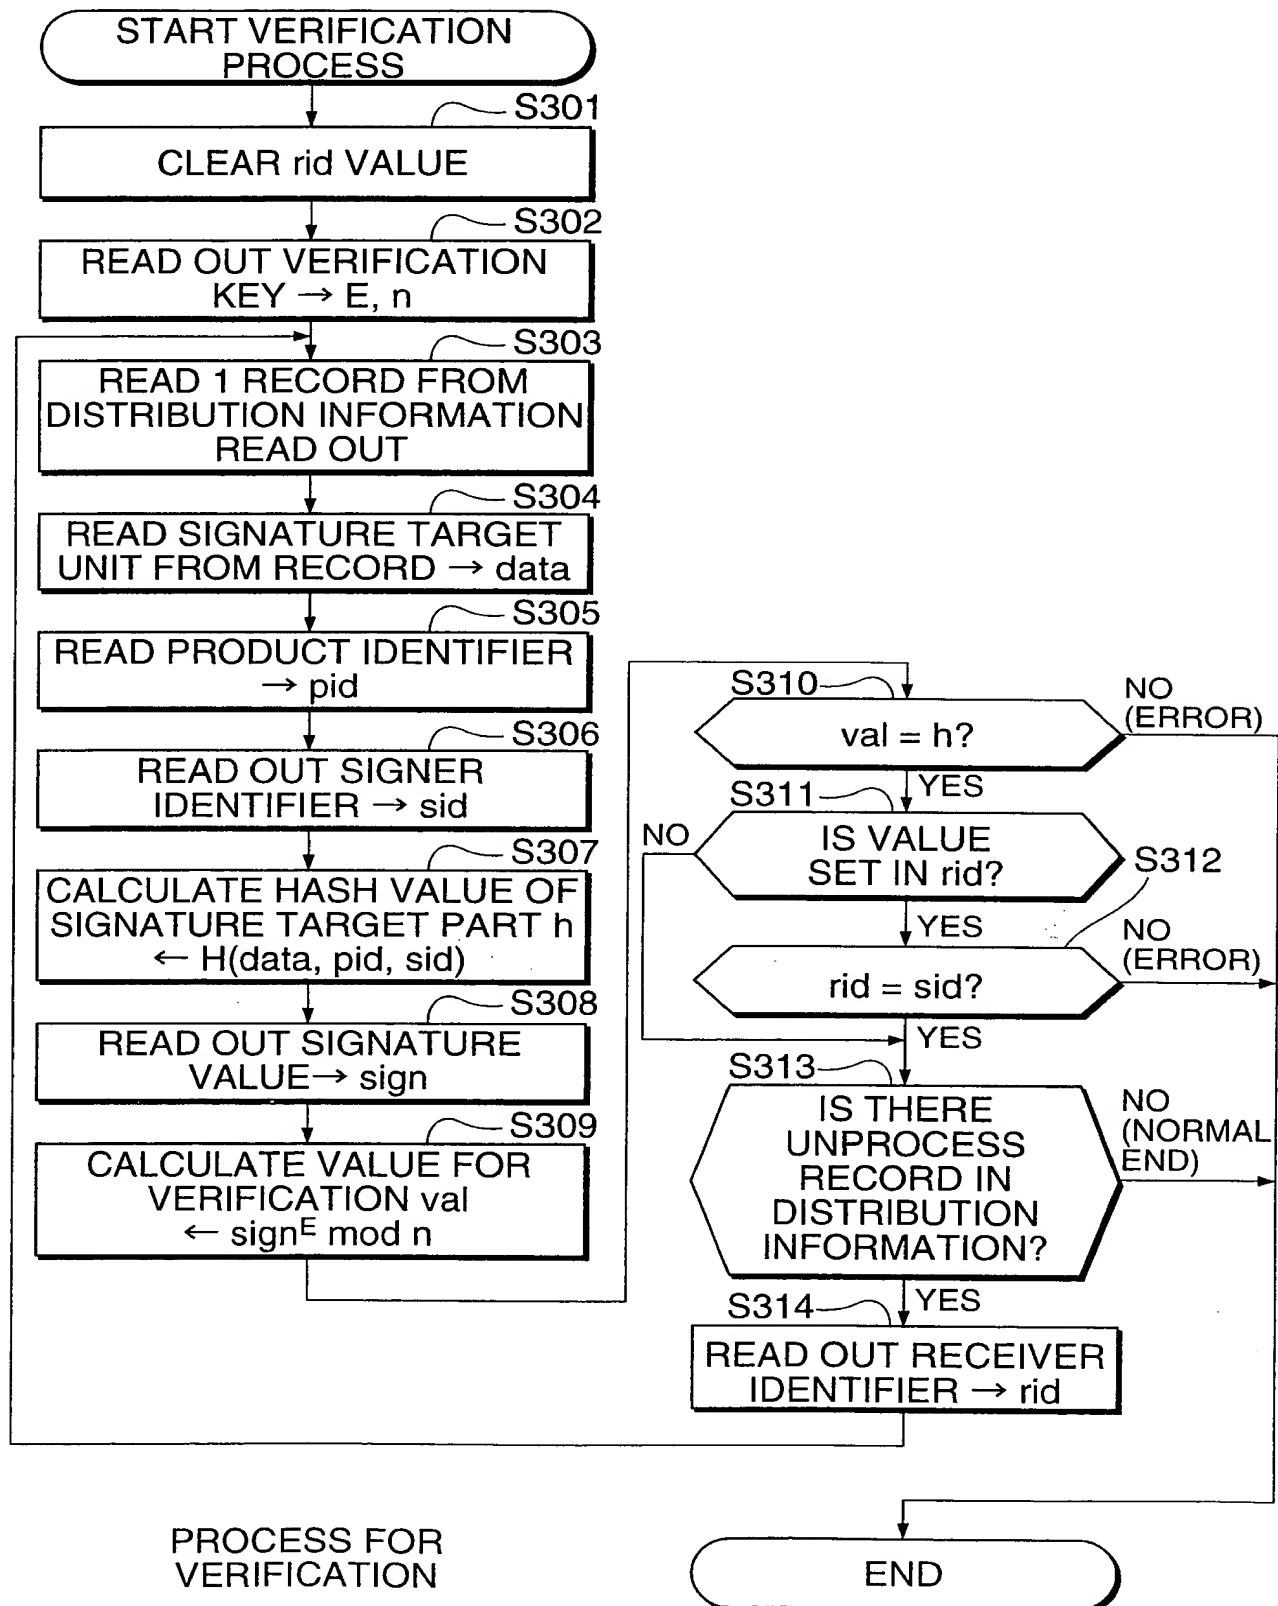 START VERIFICATION
PROCESS
S301
CLEAR rid VALUE
S302
READ OUT VERIFICATION
KEY → E, n
S303
READ 1 RECORD FROM
DISTRIBUTION INFORMATION
READ OUT
S304
READ SIGNATURE TARGET
UNIT FROM RECORD → data
S305
READ PRODUCT IDENTIFIER
→ pid
S306
READ OUT SIGNER
IDENTIFIER → sid
S307
CALCULATE HASH VALUE OF
SIGNATURE TARGET PART h
← H(data, pid, sid)
S308
READ OUT SIGNATURE
VALUE→ sign
S309
CALCULATE VALUE FOR
VERIFICATION val
← sign^E mod n
S310
val = h?
NO
(ERROR)
YES
S311
IS VALUE
SET IN rid?
NO
YES
S312
rid = sid?
NO
(ERROR)
YES
S313
IS THERE
UNPROCESS
RECORD IN
DISTRIBUTION
INFORMATION?
NO
(NORMAL
END)
YES
S314
READ OUT RECEIVER
IDENTIFIER → rid
END
PROCESS FOR
VERIFICATION